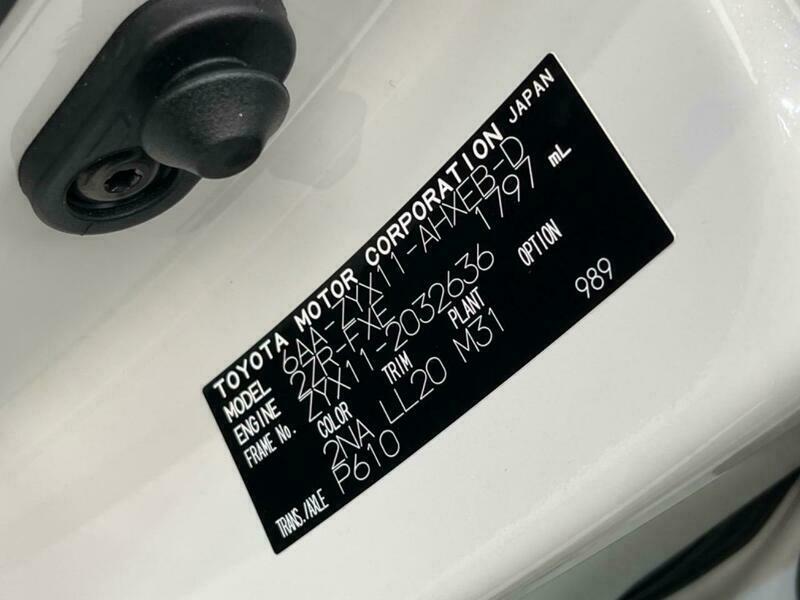 TOYOTA MOTOR CORPORATION JAPAN
MODEL 6AA-ZYX11-AHXEB-D
ENGINE 2ZR-FXE 1797 mL
FRAME No. ZYX11-2032636
COLOR TRIM PLANT OPTION
2NA LL20 M31 989
TRANS./AXLE P610